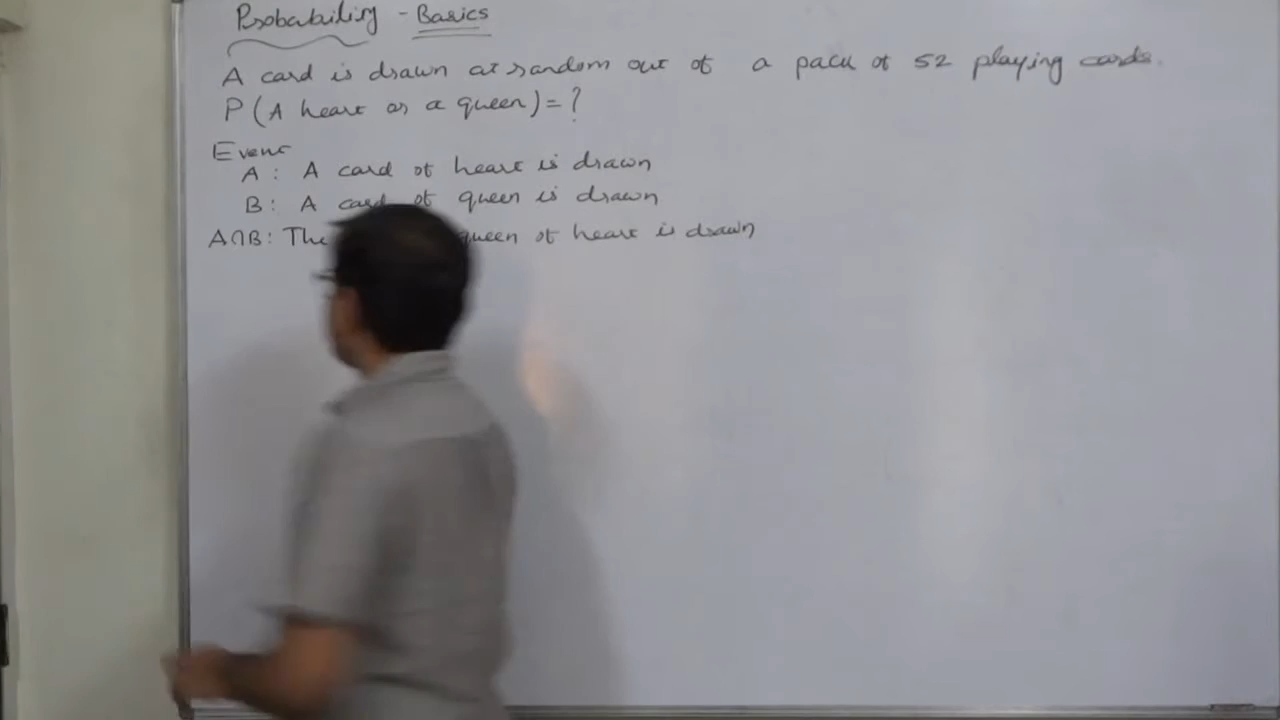 Probability - Basics
A card is drawn at random out of a pack of 52 playing cards.
P(A heart or a queen) = ?
Event
A: A card of heart is drawn
B: A card of queen is drawn
A∩B: The queen of heart is drawn